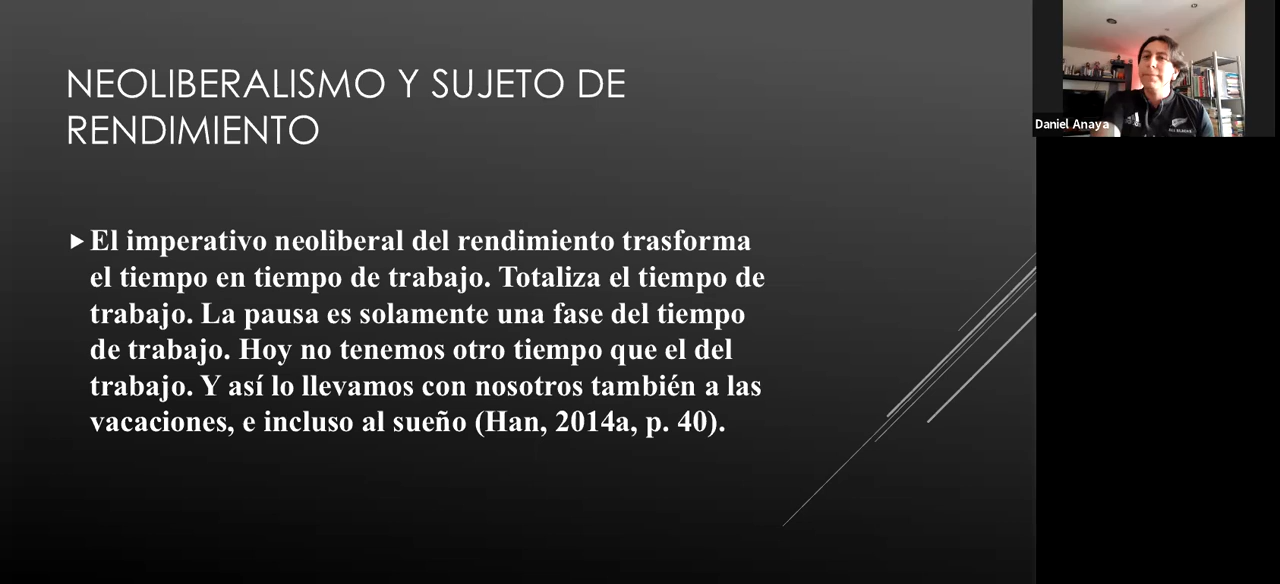 NEOLIBERALISMO Y SUJETO DE
RENDIMIENTO
El imperativo neoliberal del rendimiento trasforma
el tiempo en tiempo de trabajo. Totaliza el tiempo de
trabajo. La pausa es solamente una fase del tiempo
de trabajo. Hoy no tenemos otro tiempo que el del
trabajo. Y así lo llevamos con nosotros también a las
vacaciones, e incluso al sueño (Han, 2014a, p. 40).
Daniel Anaya